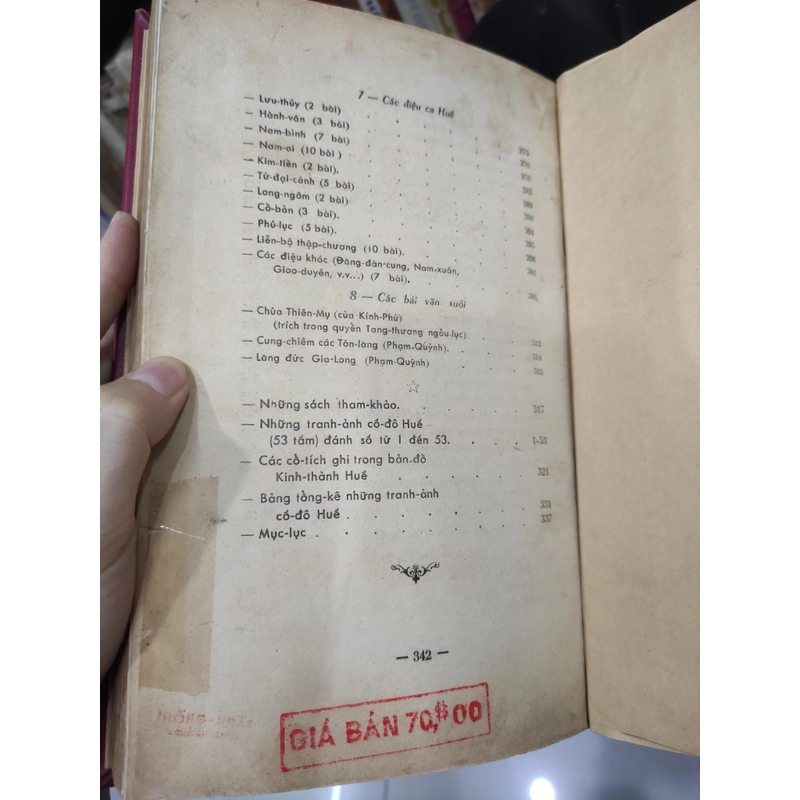 7 — Các điệu ca Huế
— Lưu-thủy (2 bài)
— Hành-vân (3 bài)
— Nam-bình (7 bài)
— Nam-ai (10 bài)
— Kim-tiền (2 bài).
— Tứ-đại-cảnh (5 bài)
— Long-ngâm (2 bài)
— Cồ-bản (3 bài).
— Phú-lục (5 bài).
— Liễn-bộ thập-chương (10 bài).
— Các điệu khác (Đăng-đàn-cung, Nam-xuân,
Giao-duyên, v.v...) (7 bài).
8 — Các bài văn xuôi
— Chùa Thiên-Mụ (của Kính-Phủ)
(trích trong quyển Tang-thương ngẫu-lục)
— Cung-chiêm các Tôn-lăng (Phạm-Quỳnh).
— Lăng đức Gia-Long (Phạm-Quỳnh) 315
— Những sách tham-khảo. 317
— Những tranh-ảnh cố-đô Huế
(53 tấm) đánh số từ 1 đến 53. 1-53
— Các cồ-tích ghi trong bản-đồ
Kinh-thành Huế 321
— Bảng tồng-kê những tranh-ảnh
cố-đô Huế. 331
— Mục-lục 337
— 342 —
GIÁ BÁN 70,$00